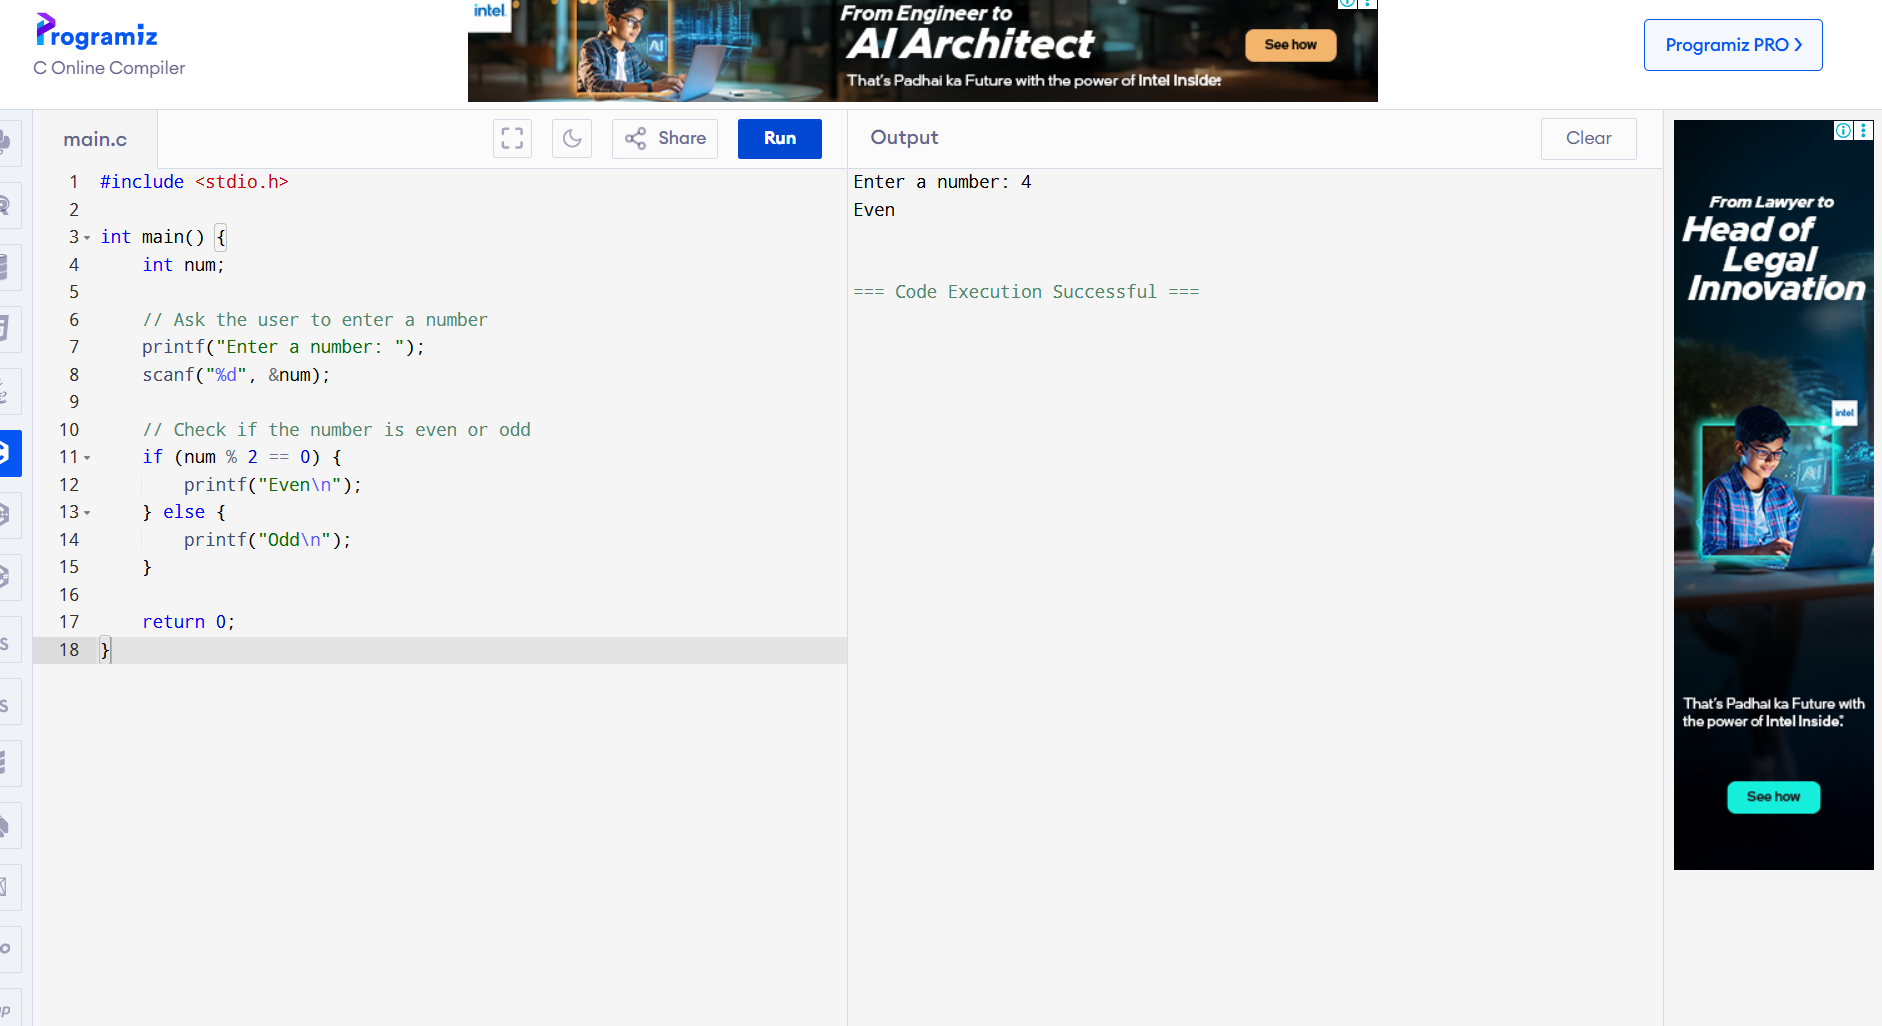 Programiz
C Online Compiler
intel
AI
From Engineer to
AI Architect
That's Padhai ka Future with the power of Intel Inside.
See how
Programiz PRO
main.c
Share
Run
Output
Clear
1 #include <stdio.h>
2
3 int main() {
4 int num;
5
6 // Ask the user to enter a number
7 printf("Enter a number: ");
8 scanf("%d", &num);
9
10 // Check if the number is even or odd
11 if (num % 2 == 0) {
12 printf("Even\n");
13 } else {
14 printf("Odd\n");
15 }
16
17 return 0;
18 }
Enter a number: 4
Even
=== Code Execution Successful ===
From Lawyer to
Head of
Legal
Innovation
intel
AI
That's Padhai ka Future with
the power of Intel Inside.
See how